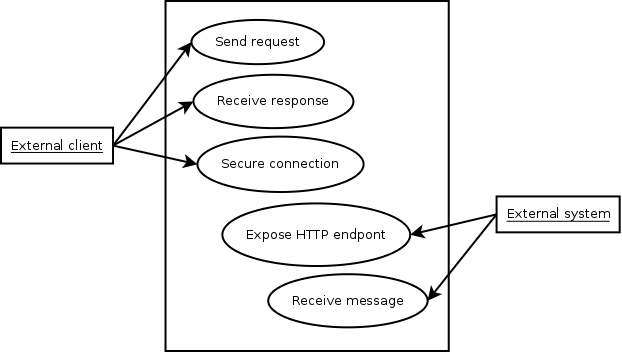 Send request
Receive response
External client
Secure connection
External system
Expose HTTP endpont
Receive message